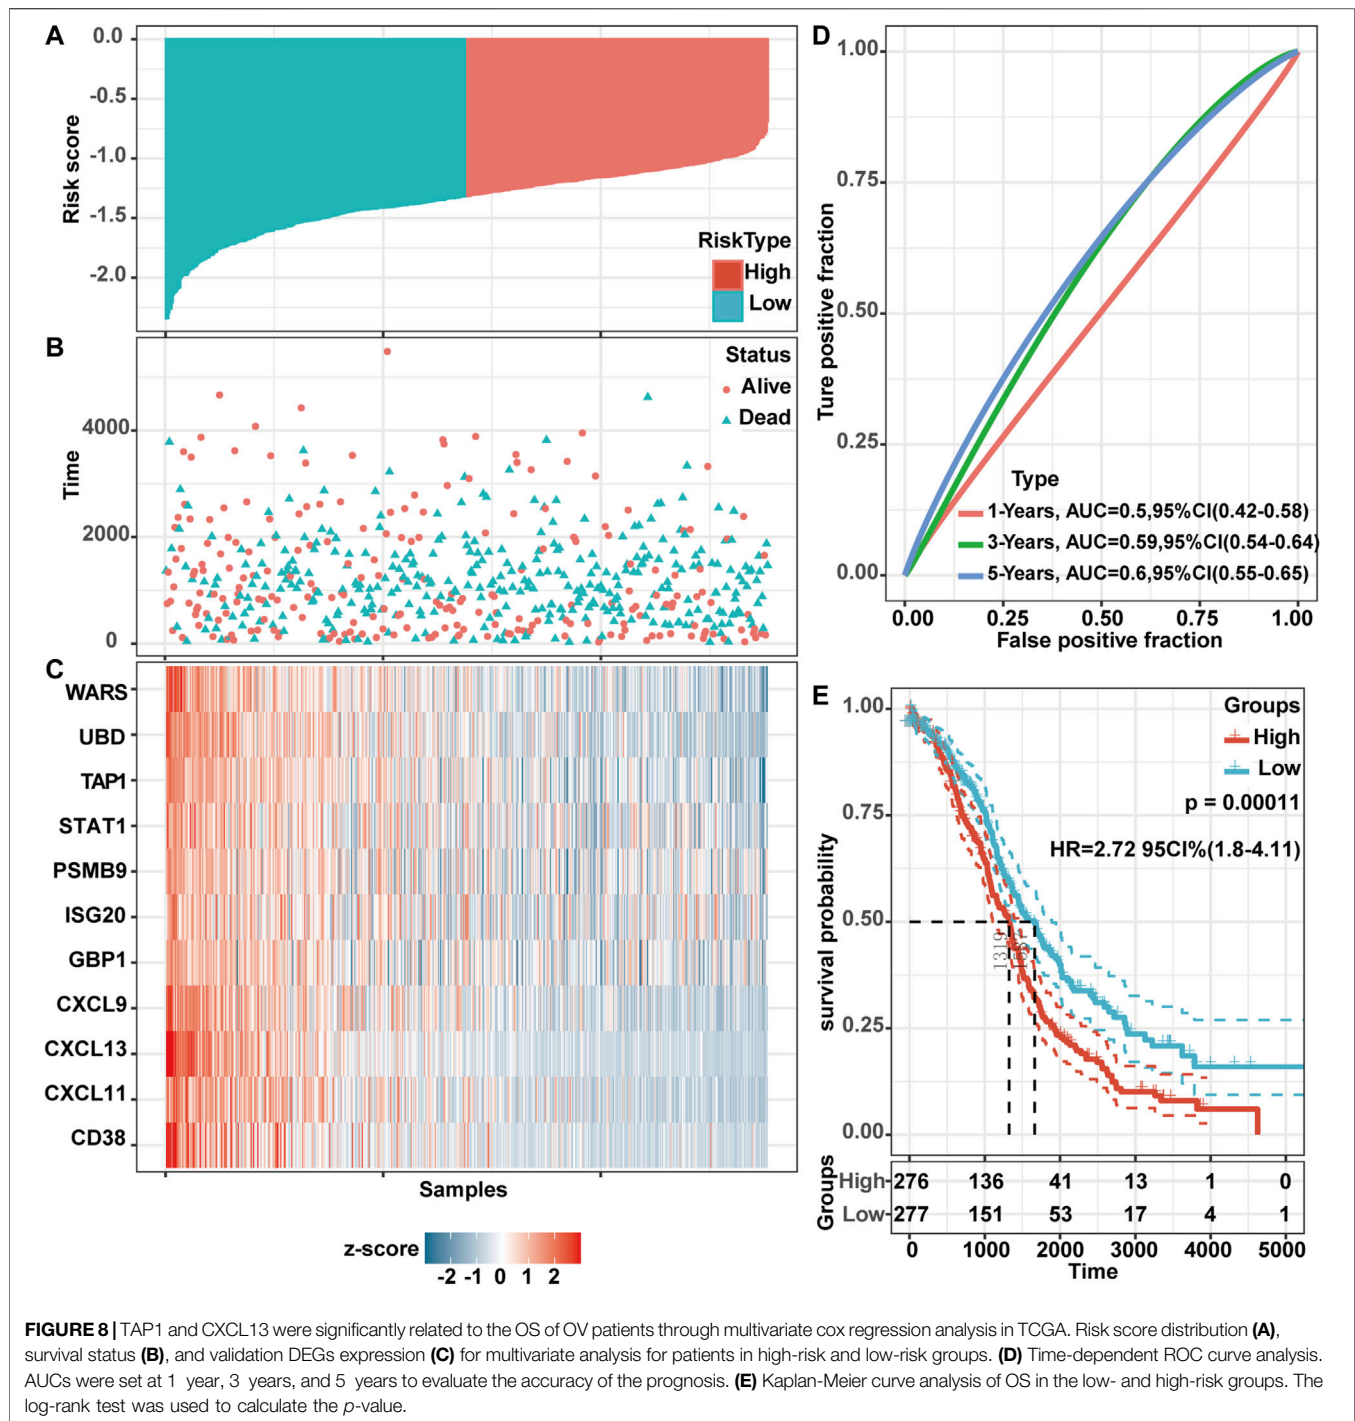 A
0.0
-0.5
-1.0
-1.5
-2.0
Risk score
RiskType
High
Low
B
Status
Alive
Dead
4000
2000
0
Time
C
WARS
UBD
TAP1
STAT1
PSMB9
ISG20
GBP1
CXCL9
CXCL13
CXCL11
CD38
Samples
z-score
-2 -1 0 1 2
D
1.00
0.75
0.50
0.25
0.00
Ture positive fraction
Type
1-Years, AUC=0.5,95%CI(0.42-0.58)
3-Years, AUC=0.59,95%CI(0.54-0.64)
5-Years, AUC=0.6,95%CI(0.55-0.65)
0.00 0.25 0.50 0.75 1.00
False positive fraction
E
1.00
0.75
0.50
0.25
0.00
survival probability
Groups
High
Low
p = 0.00011
HR=2.72 95CI%(1.8-4.11)
1319
Groups
High 276 136 41 13 1 0
Low 277 151 53 17 4 1
0 1000 2000 3000 4000 5000
Time
FIGURE 8 | TAP1 and CXCL13 were significantly related to the OS of OV patients through multivariate cox regression analysis in TCGA. Risk score distribution (A),
survival status (B), and validation DEGs expression (C) for multivariate analysis for patients in high-risk and low-risk groups. (D) Time-dependent ROC curve analysis.
AUCs were set at 1 year, 3 years, and 5 years to evaluate the accuracy of the prognosis. (E) Kaplan-Meier curve analysis of OS in the low- and high-risk groups. The
log-rank test was used to calculate the p-value.